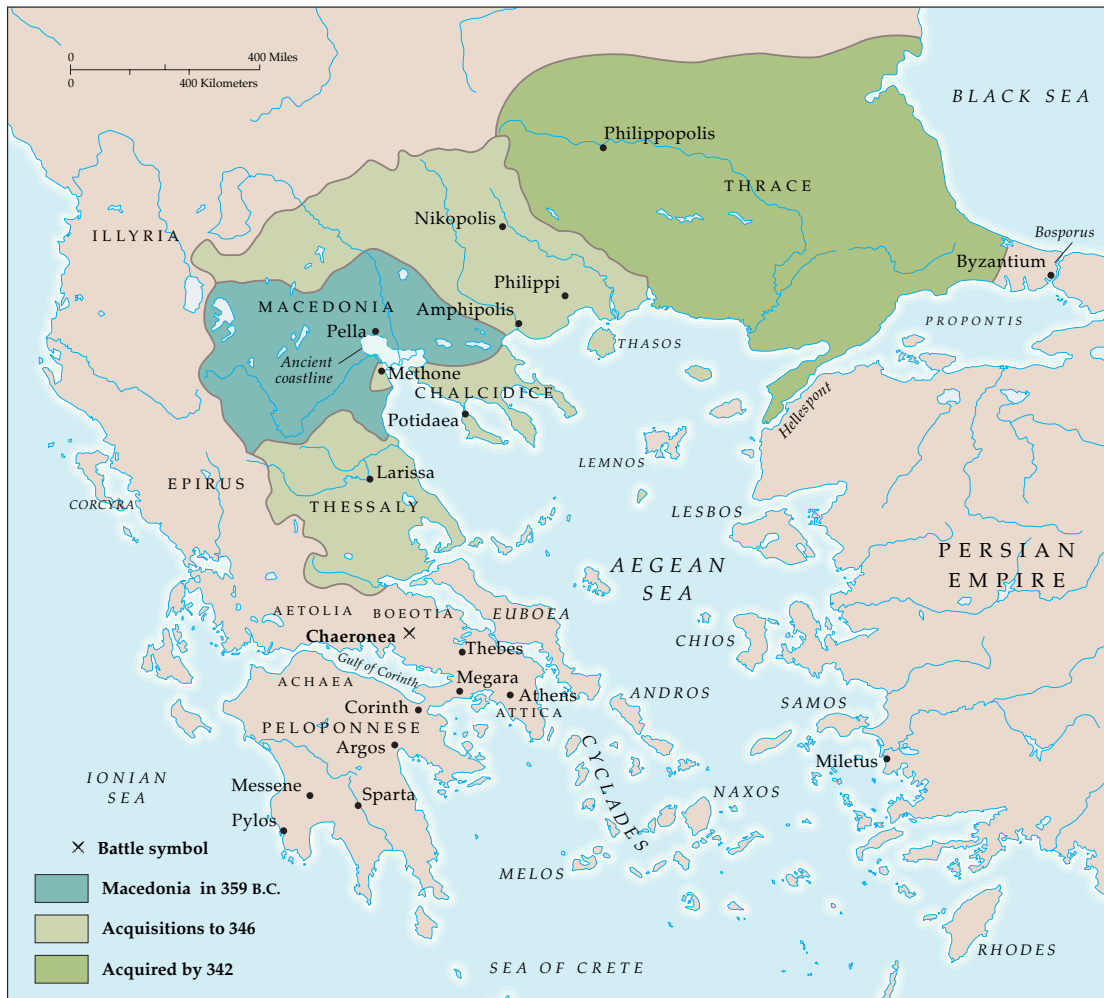 0 400 Miles
0 400 Kilometers
BLACK SEA
Philippopolis
THRACE
Nikopolis
ILLYRIA
Bosporus
Byzantium
Philippi
MACEDONIA
Amphipolis
PROPONTIS
Pella
THASOS
Ancient
coastline
Methone
CHALCIDICE
Hellespont
Potidaea
LEMNOS
Larissa
EPIRUS
CORCYRA
THESSALY
LESBOS
PERSIAN
EMPIRE
AEGEAN
SEA
AETOLIA
BOEOTIA
EUBOEA
Chaeronea
CHIOS
Thebes
Gulf of Corinth
ACHAEA
Megara
Athens
ANDROS
SAMOS
Corinth
ATTICA
PELOPONNESE
Argos
CYCLADES
Miletus
IONIAN
SEA
Messene
Sparta
NAXOS
Pylos
MELOS
RHODES
SEA OF CRETE
Battle symbol
Macedonia in 359 B.C.
Acquisitions to 346
Acquired by 342